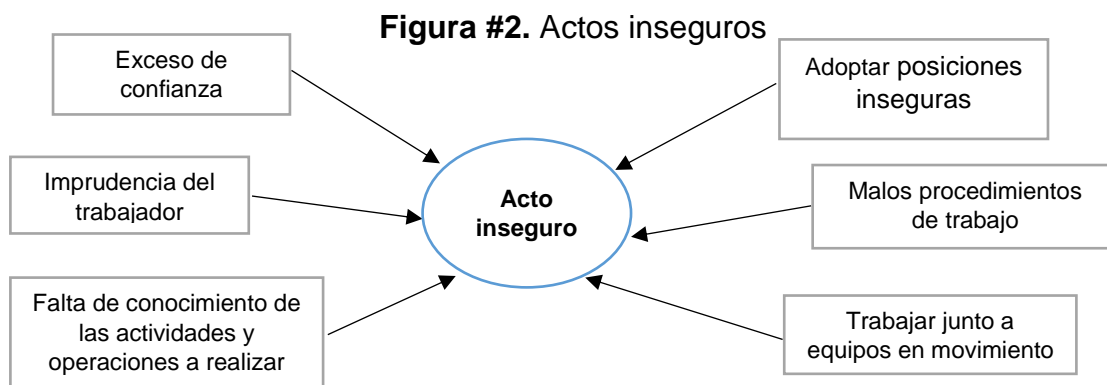 Figura #2. Actos inseguros
Exceso de
confianza
Adoptar posiciones
inseguras
Imprudencia del
trabajador
Acto
inseguro
Malos procedimientos
de trabajo
Falta de conocimiento de
las actividades y
operaciones a realizar
Trabajar junto a
equipos en movimiento